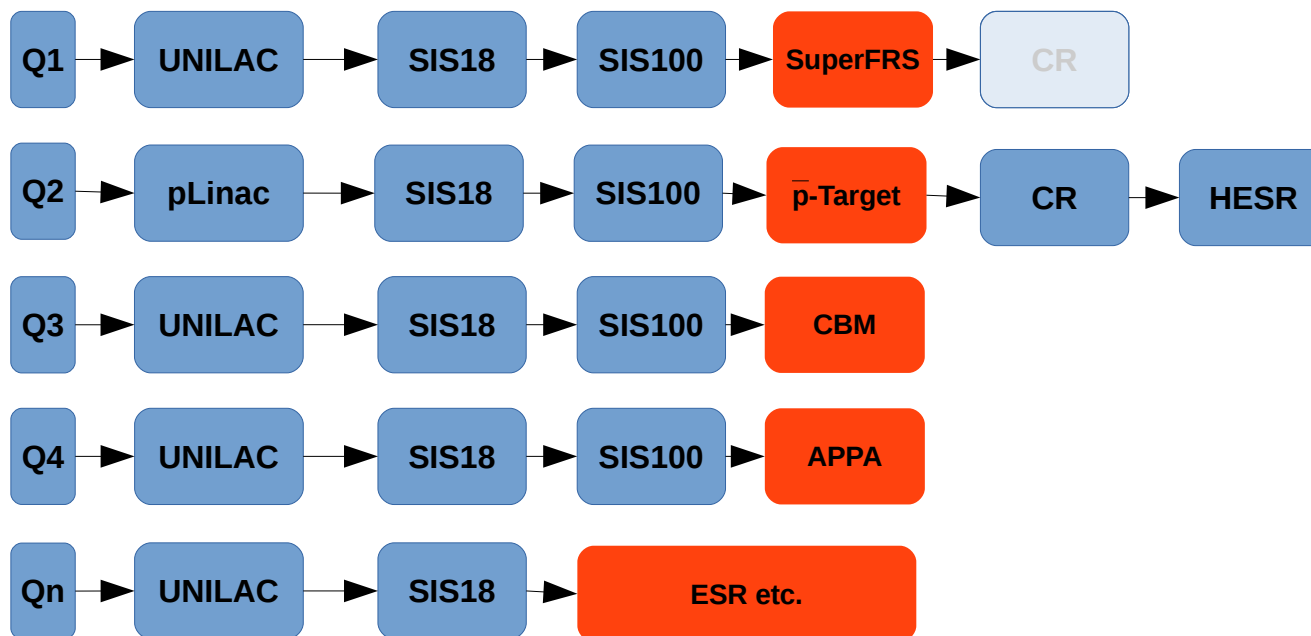 Q1 UNILAC SIS18 SIS100 SuperFRS CR
Q2 pLinac SIS18 SIS100 p̅-Target CR HESR
Q3 UNILAC SIS18 SIS100 CBM
Q4 UNILAC SIS18 SIS100 APPA
Qn UNILAC SIS18 ESR etc.